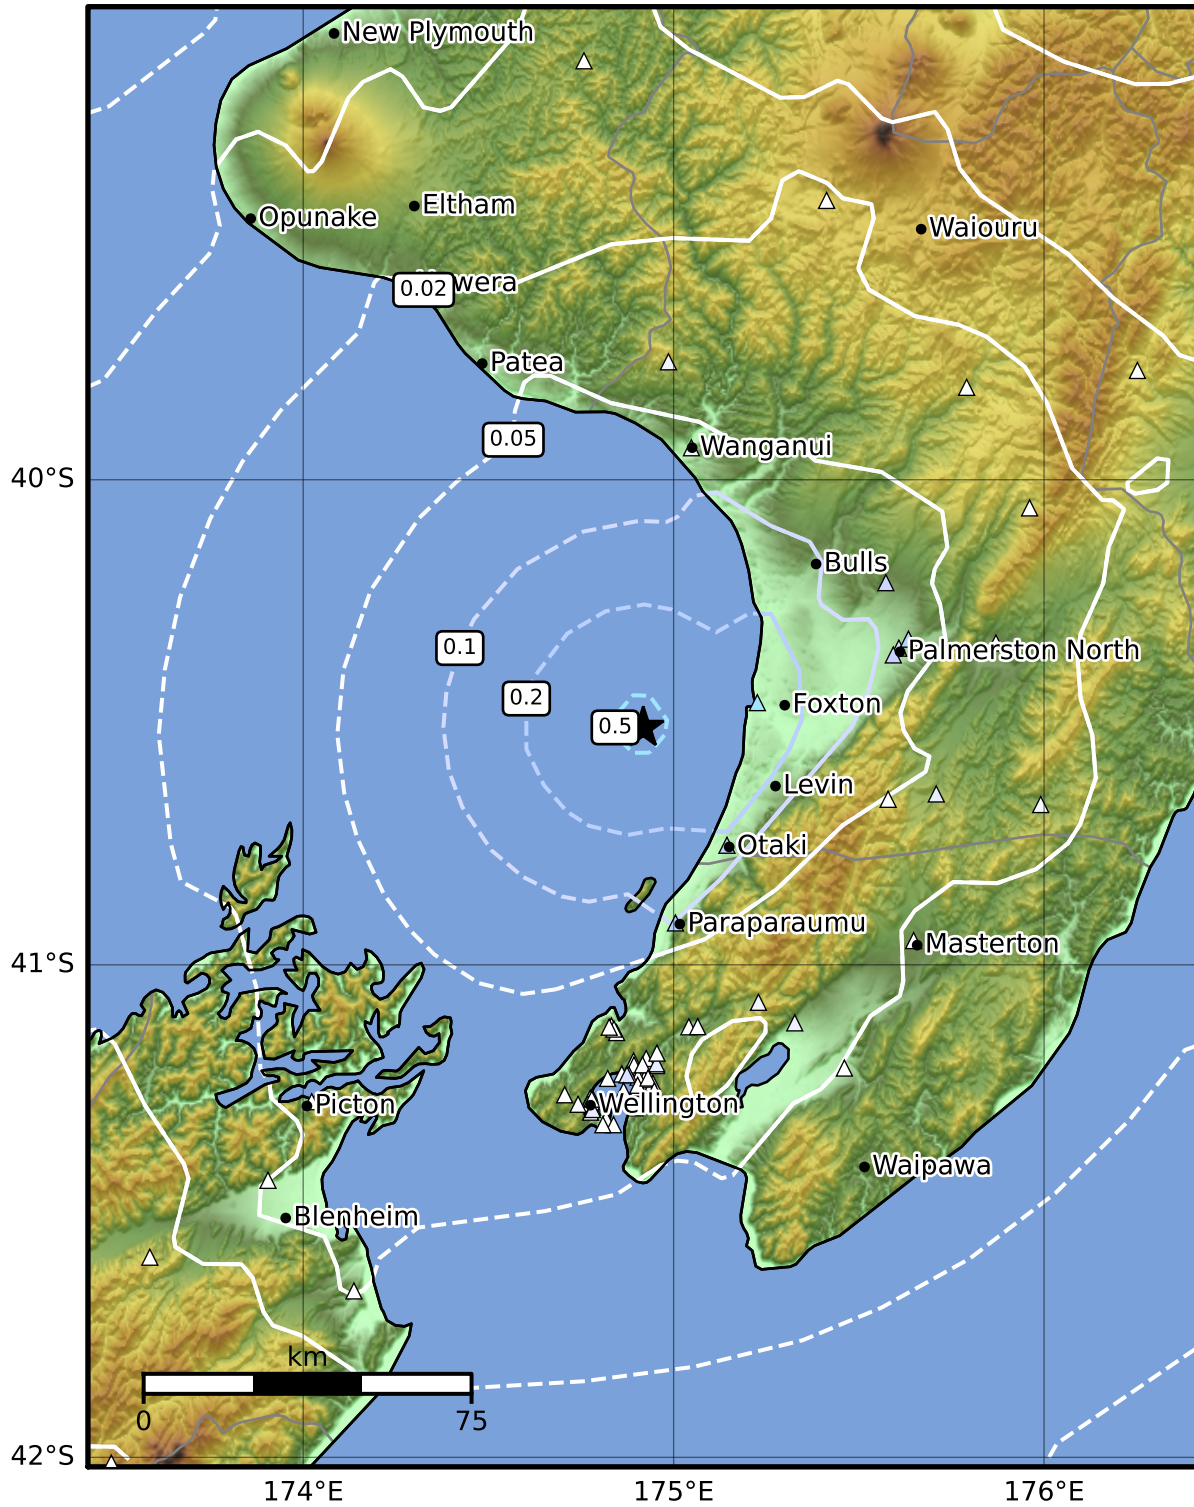 New Plymouth
Eltham
Opunake
Waiouru
wera
0.02
Patea
0.05
Wanganui
40°S
Bulls
0.1
Palmerston North
0.2
Foxton
0.5
Levin
Otaki
Paraparaumu
Masterton
41°S
Picton
Wellington
Waipawa
Blenheim
km
0 75
42°S
174°E 175°E 176°E